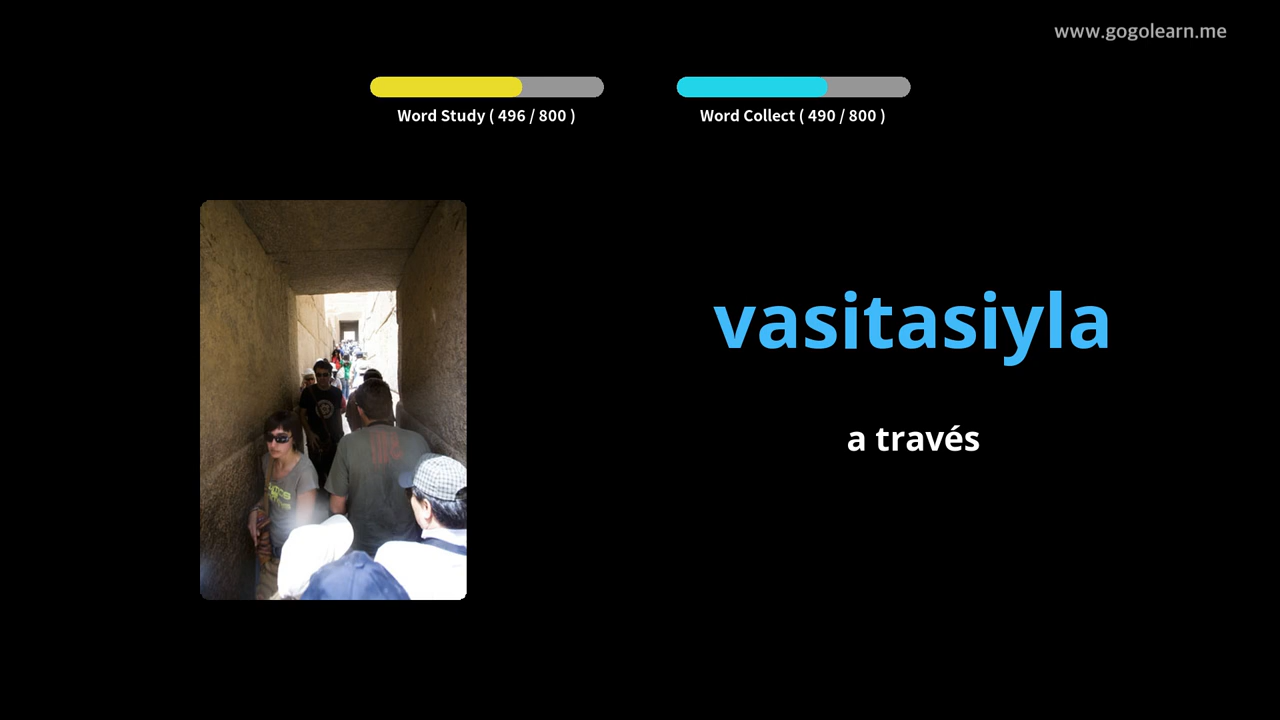 www.gogolearn.me
Word Study ( 496 / 800 )
Word Collect ( 490 / 800 )
vasitasiyla
a través